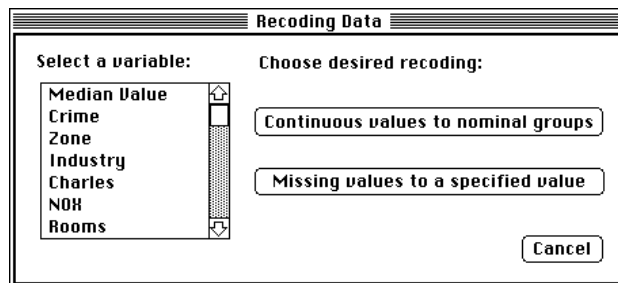 Recoding Data
Select a variable:
Median Value
Crime
Zone
Industry
Charles
NOX
Rooms
Choose desired recoding:
Continuous values to nominal groups
Missing values to a specified value
Cancel